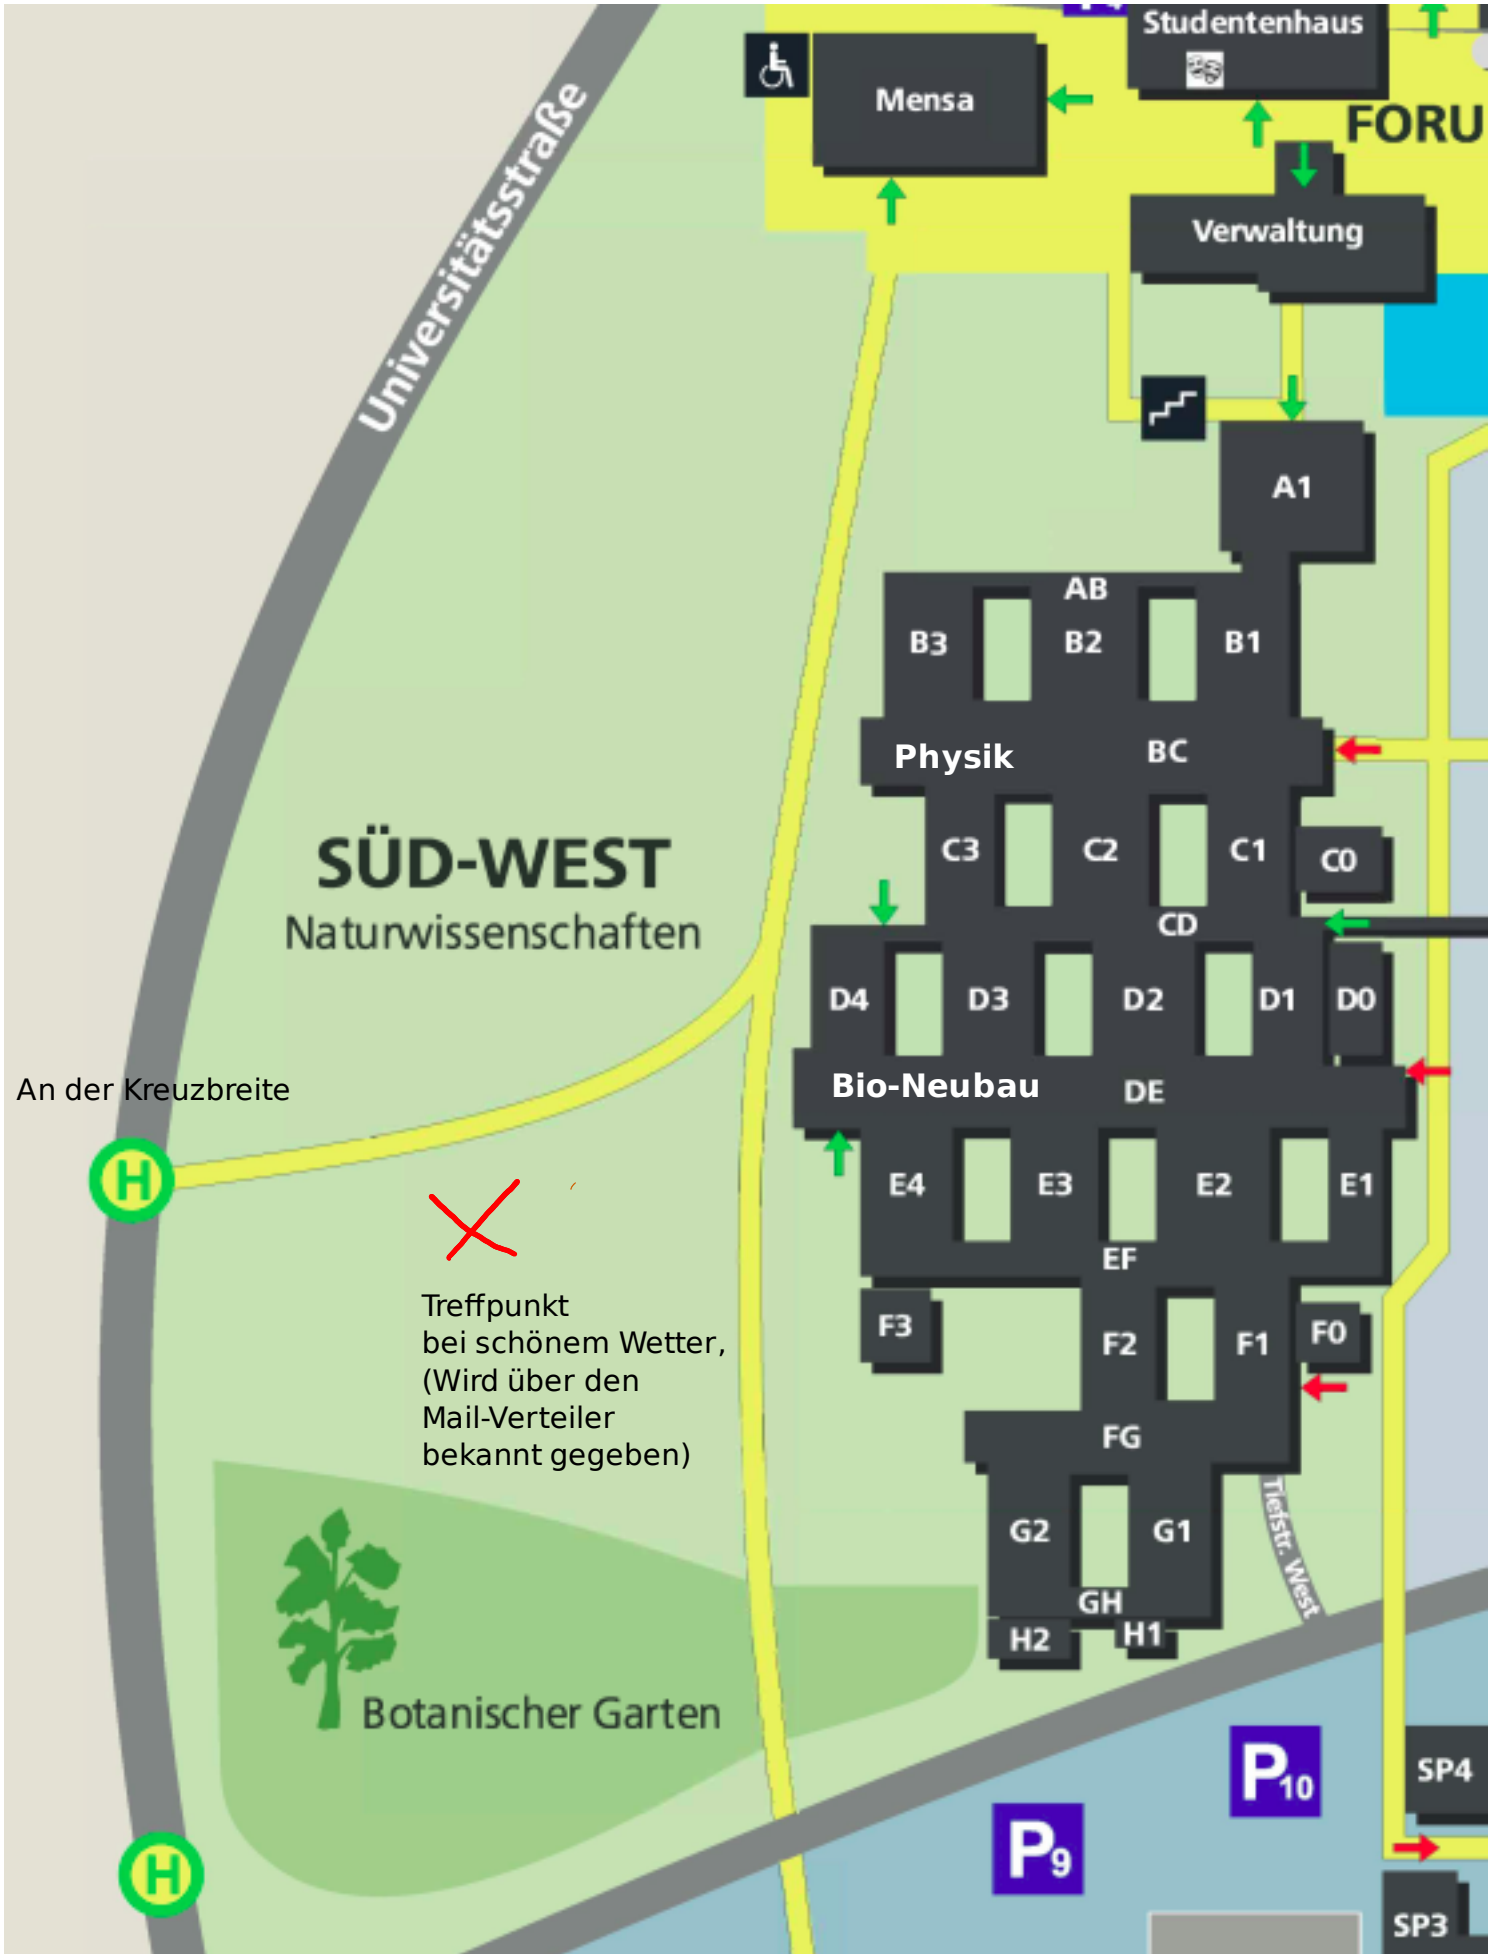 Studentenhaus
Mensa
FORU
Verwaltung
Universitätsstraße
A1
AB
B3
B2
B1
Physik
BC
C3
C2
C1
C0
SÜD-WEST
Naturwissenschaften
CD
D4
D3
D2
D1
D0
An der Kreuzbreite
Bio-Neubau
DE
H
E4
E3
E2
E1
EF
Treffpunkt
bei schönem Wetter,
(Wird über den
Mail-Verteiler
bekannt gegeben)
F3
F2
F1
F0
FG
G2
G1
Tiefstr. West
GH
H2
H1
Botanischer Garten
P10
SP4
P9
H
SP3